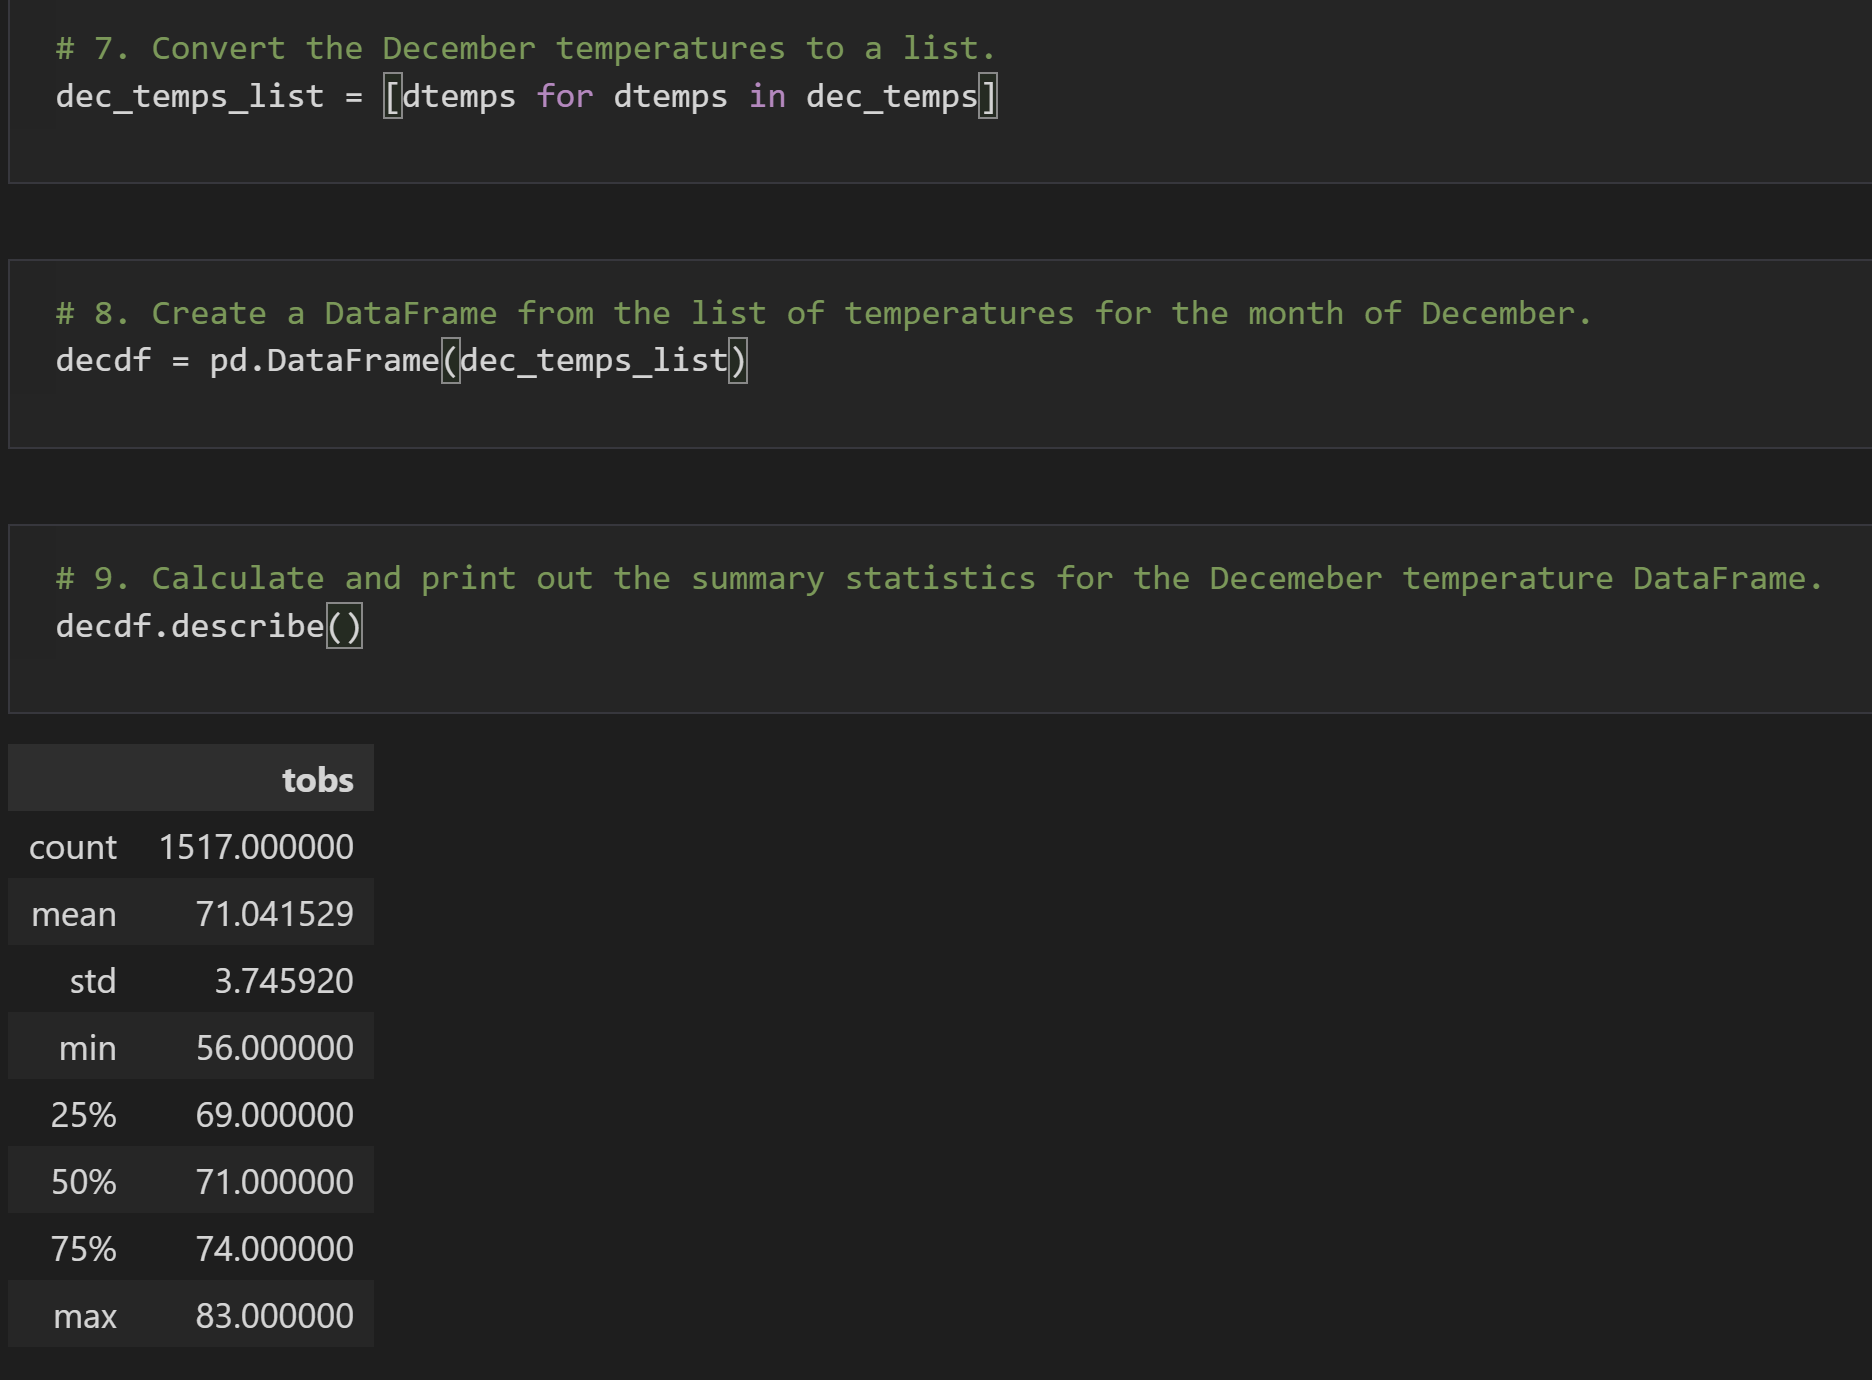 # 7. Convert the December temperatures to a list.
dec_temps_list = [dtemps for dtemps in dec_temps]
# 8. Create a DataFrame from the list of temperatures for the month of December.
decdf = pd.DataFrame(dec_temps_list)
# 9. Calculate and print out the summary statistics for the Decemeber temperature DataFrame.
decdf.describe()
tobs
count 1517.000000
mean 71.041529
std 3.745920
min 56.000000
25% 69.000000
50% 71.000000
75% 74.000000
max 83.000000